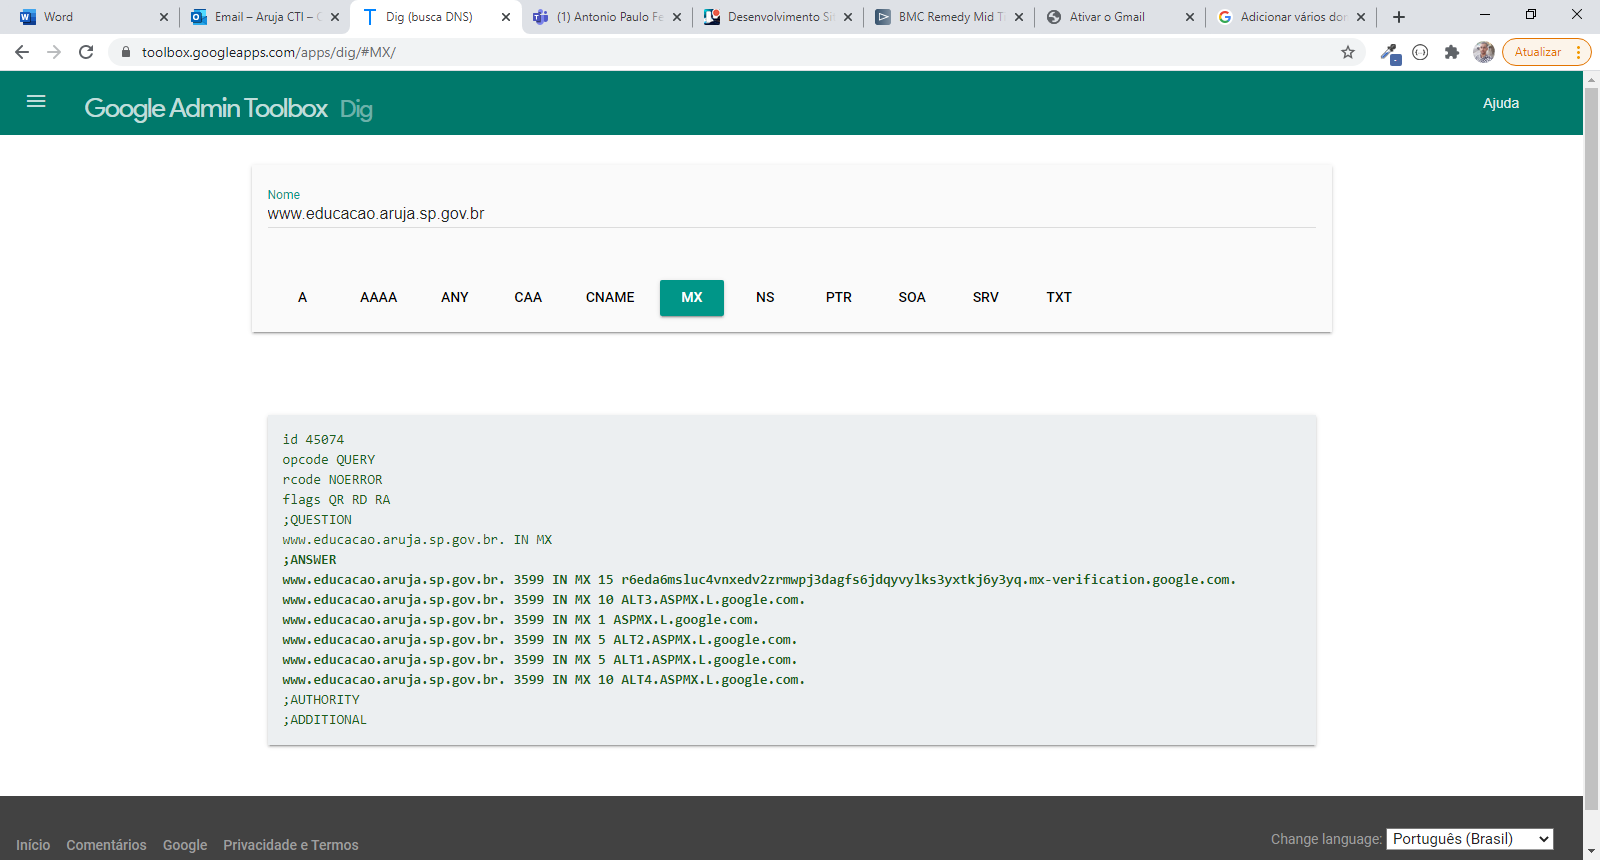 Word
Email – Aruja CTI – C
Dig (busca DNS)
(1) Antonio Paulo Fe
Desenvolvimento Sit
BMC Remedy Mid T
Ativar o Gmail
Adicionar vários don
toolbox.googleapps.com/apps/dig/#MX/
Atualizar
Google Admin Toolbox Dig
Ajuda
Nome
www.educacao.aruja.sp.gov.br
A AAAA ANY CAA CNAME MX NS PTR SOA SRV TXT
id 45074
opcode QUERY
rcode NOERROR
flags QR RD RA
;QUESTION
www.educacao.aruja.sp.gov.br. IN MX
;ANSWER
www.educacao.aruja.sp.gov.br. 3599 IN MX 15 r6eda6msluc4vnxedv2zrmwpj3dagfs6jdqyvylks3yxtkj6y3yq.mx-verification.google.com.
www.educacao.aruja.sp.gov.br. 3599 IN MX 10 ALT3.ASPMX.L.google.com.
www.educacao.aruja.sp.gov.br. 3599 IN MX 1 ASPMX.L.google.com.
www.educacao.aruja.sp.gov.br. 3599 IN MX 5 ALT2.ASPMX.L.google.com.
www.educacao.aruja.sp.gov.br. 3599 IN MX 5 ALT1.ASPMX.L.google.com.
www.educacao.aruja.sp.gov.br. 3599 IN MX 10 ALT4.ASPMX.L.google.com.
;AUTHORITY
;ADDITIONAL
Início Comentários Google Privacidade e Termos
Change language: Português (Brasil)